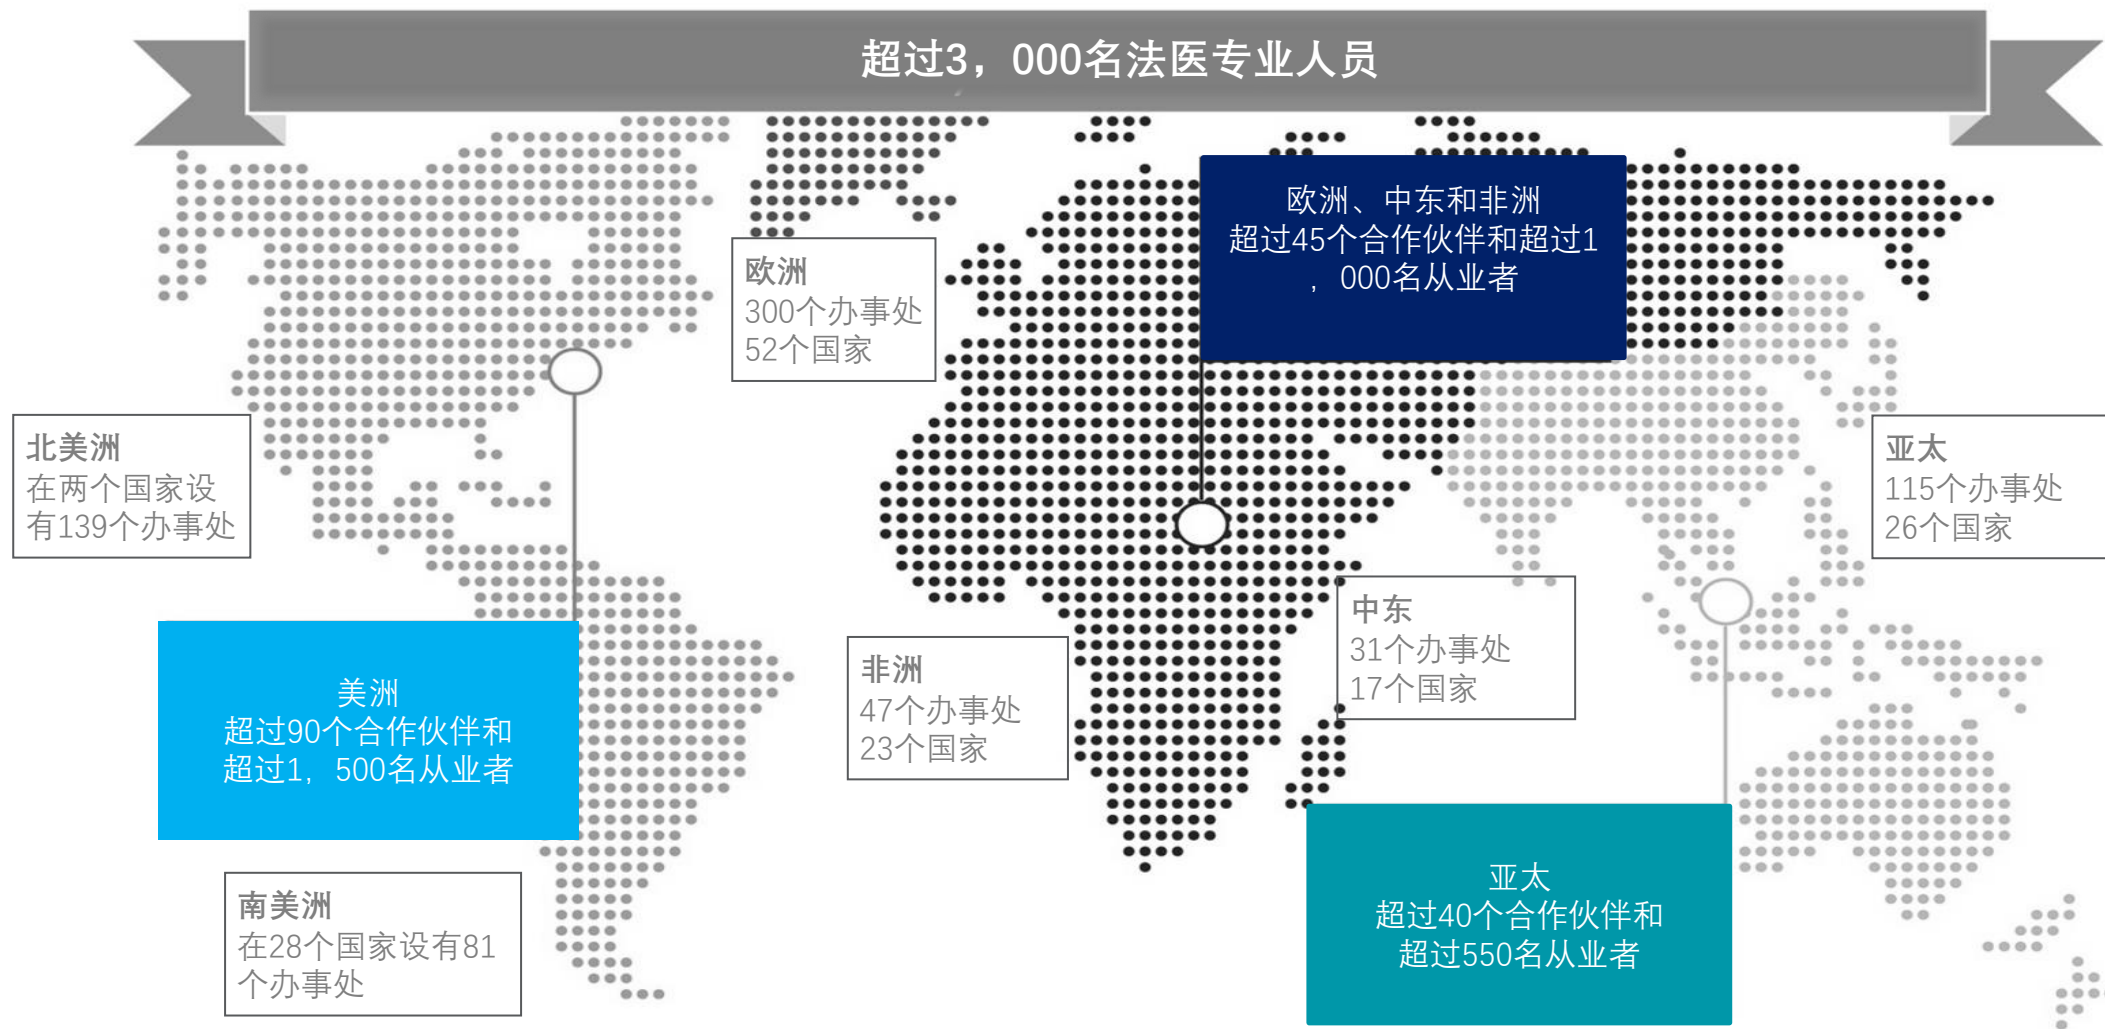 超过3，000名法医专业人员
欧洲、中东和非洲
超过45个合作伙伴和超过1
，000名从业者
欧洲
300个办事处
52个国家
北美洲
在两个国家设
有139个办事处
亚太
115个办事处
26个国家
中东
31个办事处
17个国家
非洲
47个办事处
23个国家
美洲
超过90个合作伙伴和
超过1，500名从业者
亚太
超过40个合作伙伴和
超过550名从业者
南美洲
在28个国家设有81
个办事处